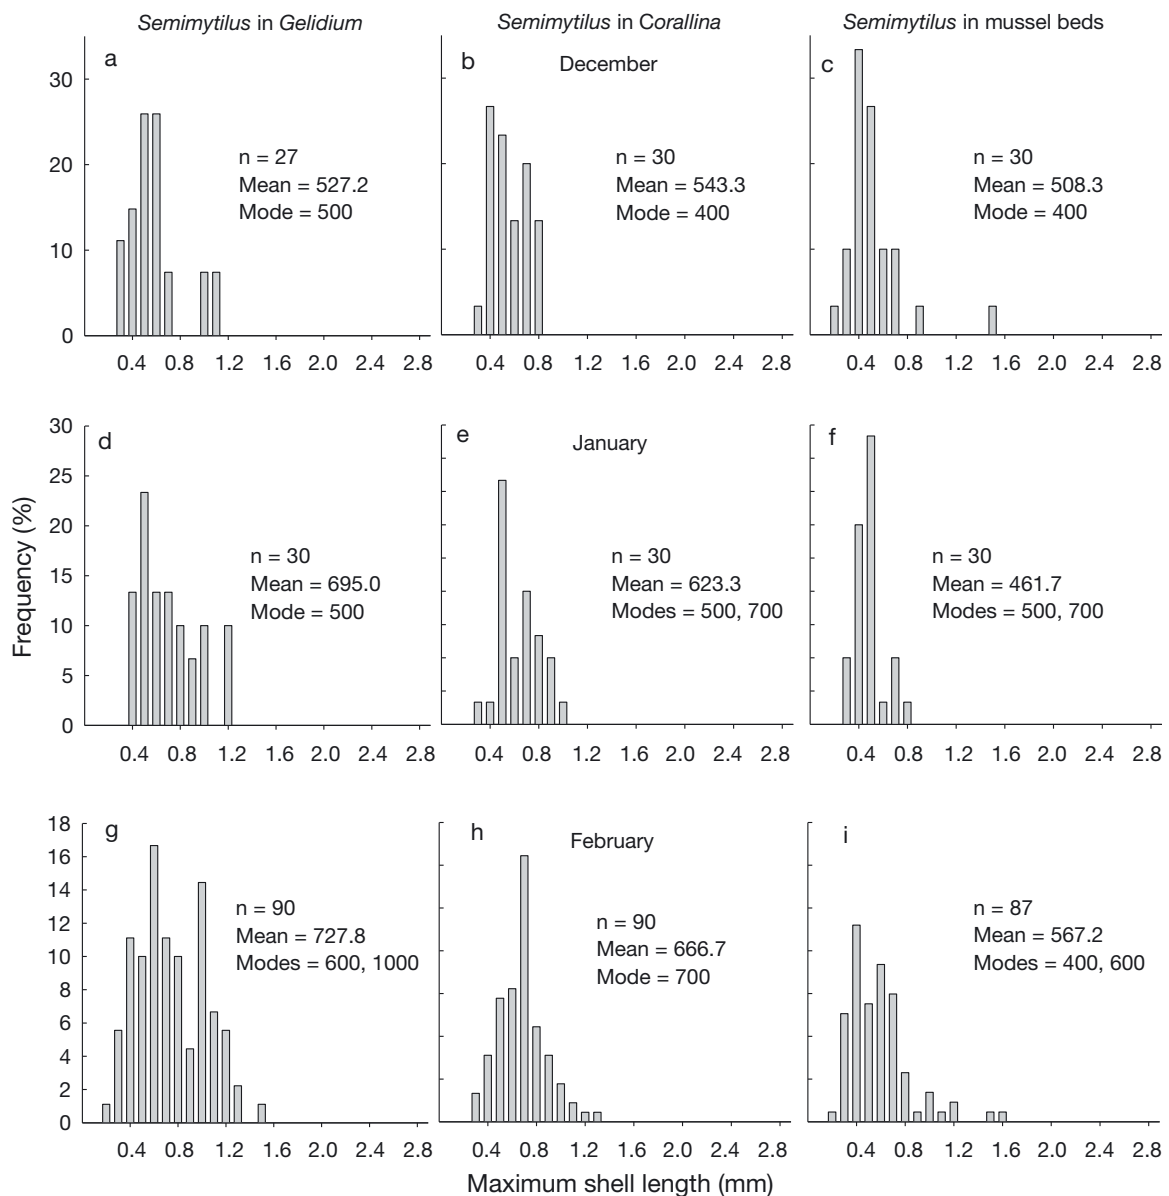 Semimytilus in Gelidium
Semimytilus in Corallina
Semimytilus in mussel beds
a
b
December
c
30
20
10
0
n = 27
Mean = 527.2
Mode = 500
n = 30
Mean = 543.3
Mode = 400
n = 30
Mean = 508.3
Mode = 400
0.4 0.8 1.2 1.6 2.0 2.4 2.8
0.4 0.8 1.2 1.6 2.0 2.4 2.8
0.4 0.8 1.2 1.6 2.0 2.4 2.8
Frequency (%)
d
e
January
f
30
25
20
15
10
5
0
n = 30
Mean = 695.0
Mode = 500
n = 30
Mean = 623.3
Modes = 500, 700
n = 30
Mean = 461.7
Modes = 500, 700
0.4 0.8 1.2 1.6 2.0 2.4 2.8
0.4 0.8 1.2 1.6 2.0 2.4 2.8
0.4 0.8 1.2 1.6 2.0 2.4 2.8
g
h
February
i
18
16
14
12
10
8
6
4
2
0
n = 90
Mean = 727.8
Modes = 600, 1000
n = 90
Mean = 666.7
Mode = 700
n = 87
Mean = 567.2
Modes = 400, 600
0.4 0.8 1.2 1.6 2.0 2.4 2.8
0.4 0.8 1.2 1.6 2.0 2.4 2.8
0.4 0.8 1.2 1.6 2.0 2.4 2.8
Maximum shell length (mm)